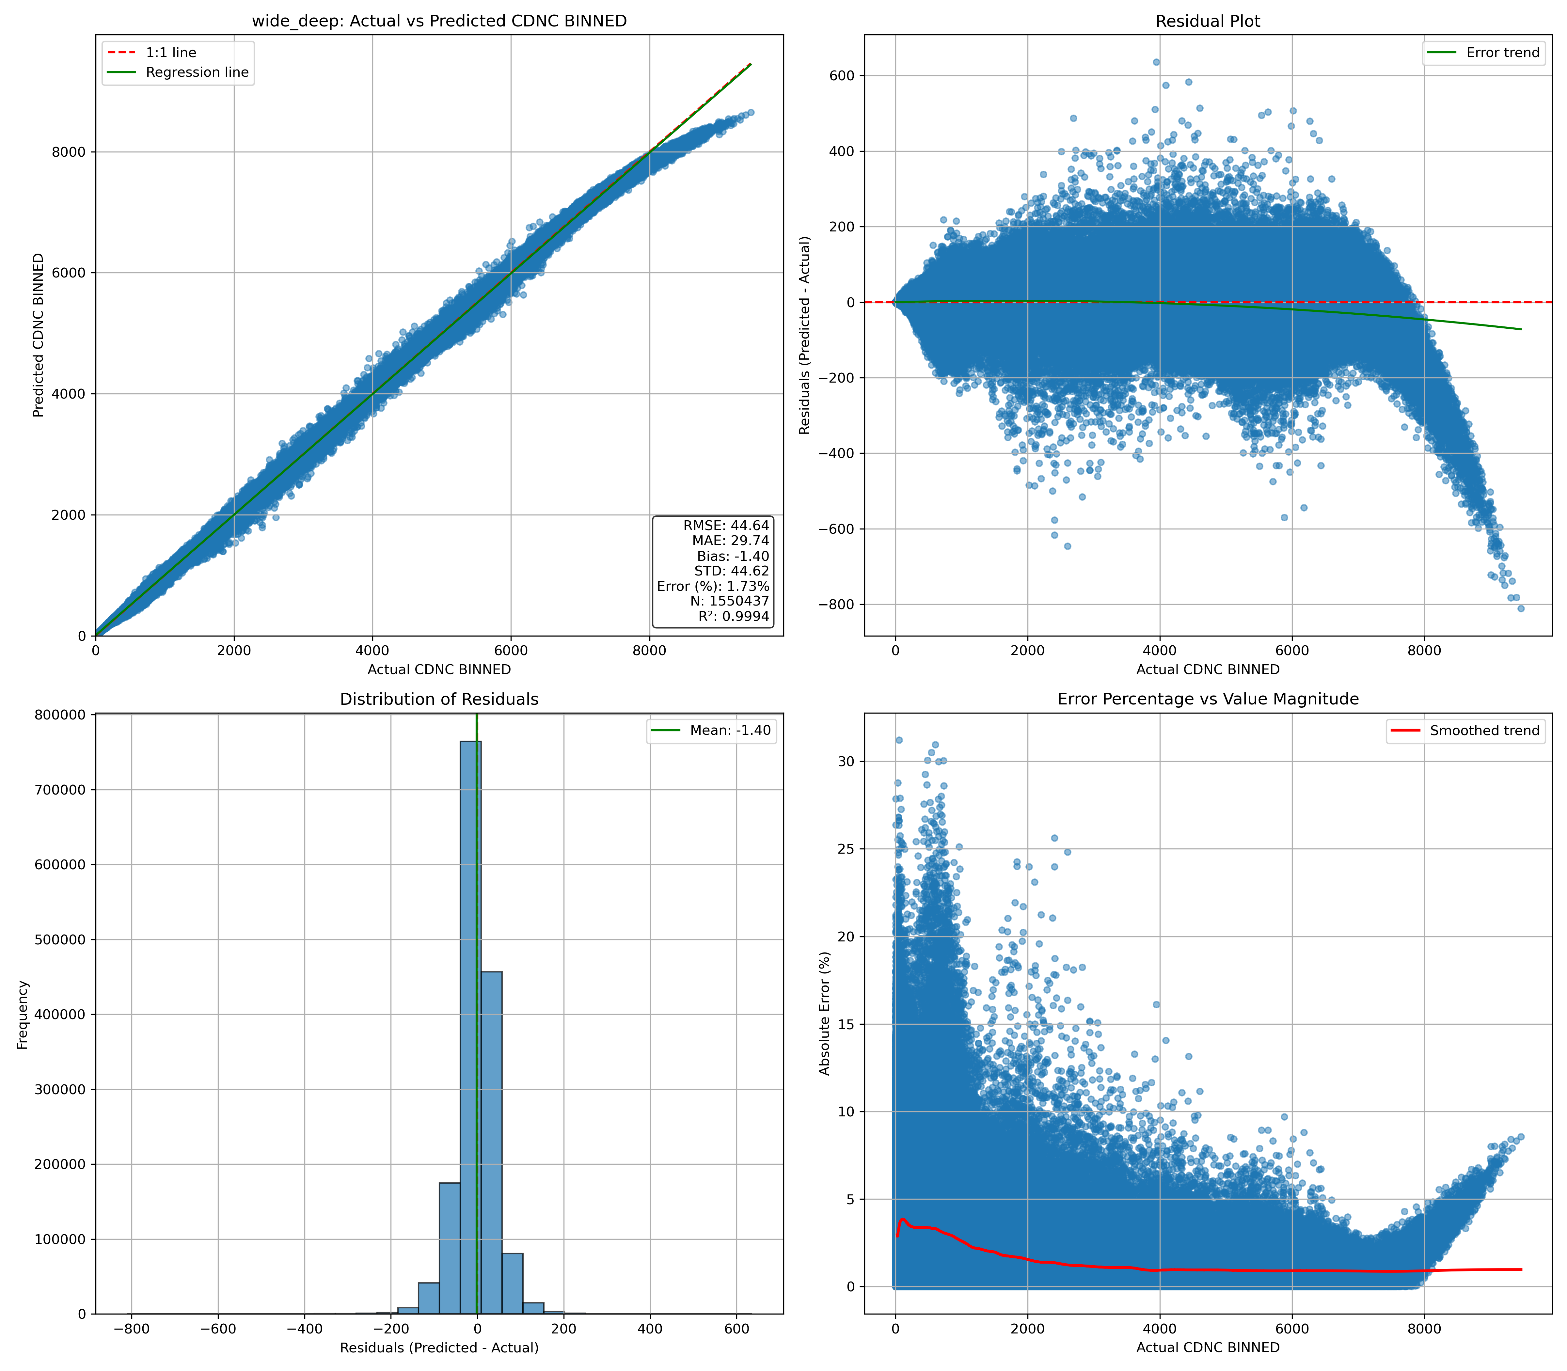 wide_deep: Actual vs Predicted CDNC BINNED
1:1 line
Regression line
8000
6000
4000
2000
0
Predicted CDNC BINNED
RMSE: 44.64
MAE: 29.74
Bias: -1.40
STD: 44.62
Error (%): 1.73%
N: 1550437
R²: 0.9994
0 2000 4000 6000 8000
Actual CDNC BINNED
Residual Plot
Error trend
600
400
200
0
−200
−400
−600
−800
Residuals (Predicted - Actual)
0 2000 4000 6000 8000
Actual CDNC BINNED
Distribution of Residuals
Mean: -1.40
800000
700000
600000
500000
400000
300000
200000
100000
0
Frequency
−800 −600 −400 −200 0 200 400 600
Residuals (Predicted - Actual)
Error Percentage vs Value Magnitude
Smoothed trend
30
25
20
15
10
5
0
Absolute Error (%)
0 2000 4000 6000 8000
Actual CDNC BINNED